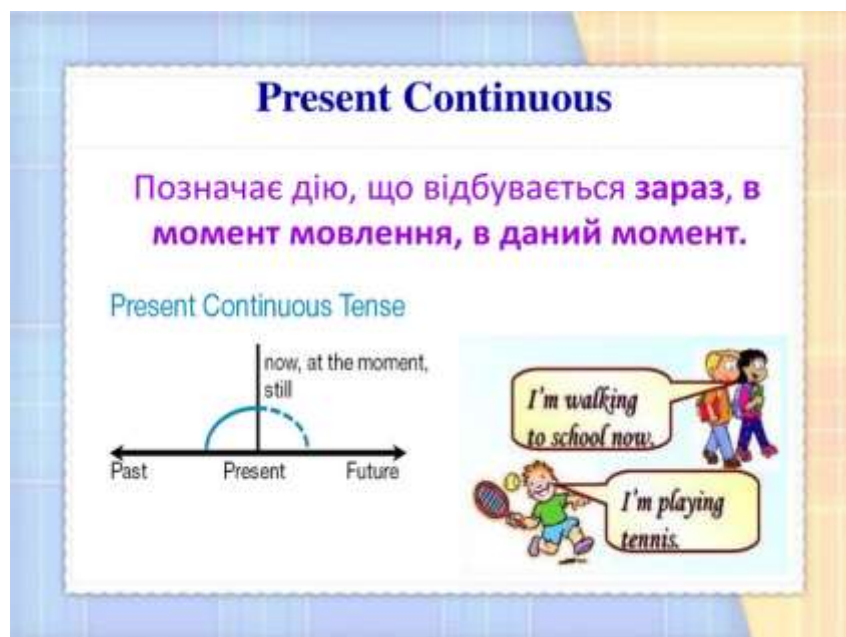 Present Continuous
Позначає дію, що відбувається зараз, в
момент мовлення, в даний момент.
Present Continuous Tense
now, at the moment,
still
Past Present Future
I'm walking
to school now.
I'm playing
tennis.